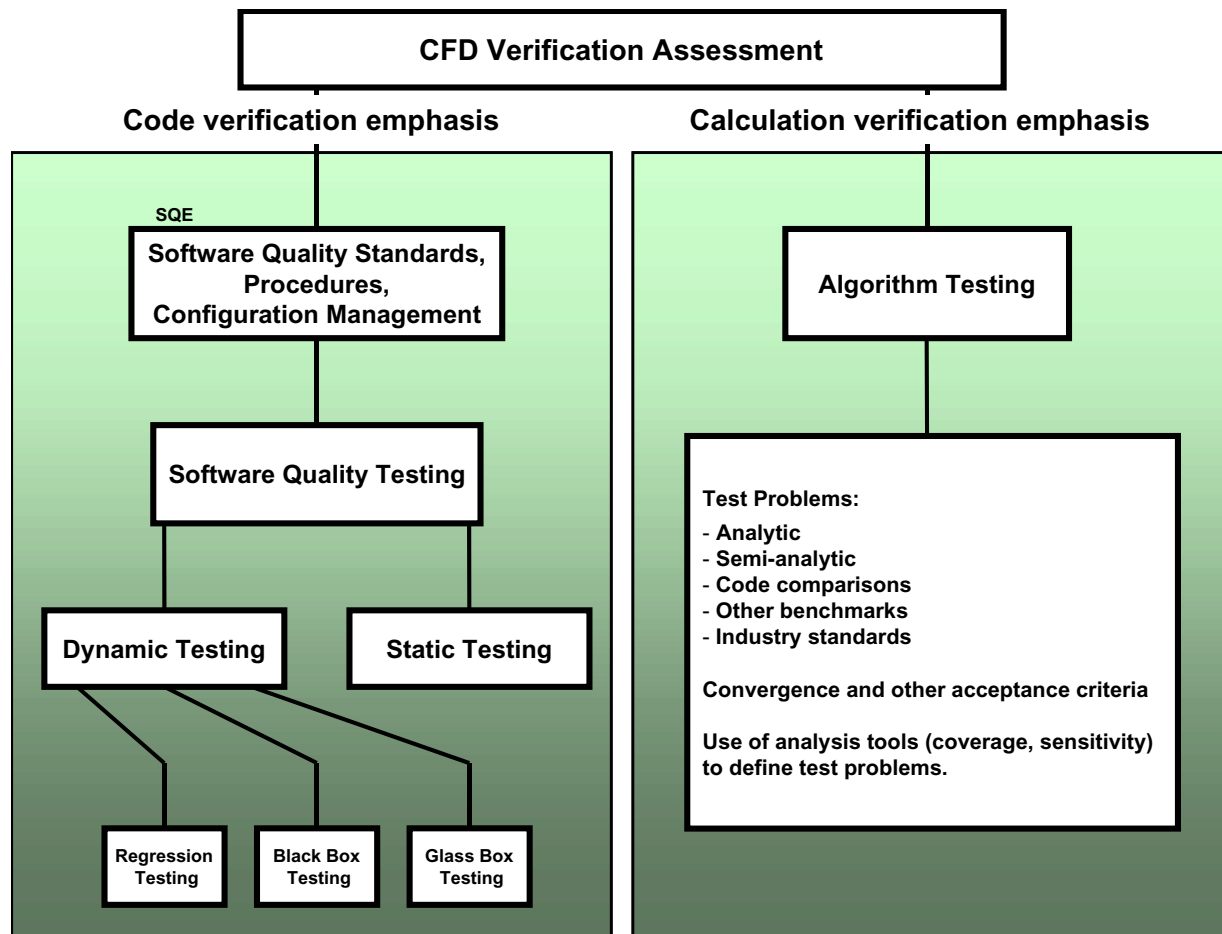 CFD Verification Assessment
Code verification emphasis
SQE
Software Quality Standards,
Procedures,
Configuration Management
Software Quality Testing
Dynamic Testing
Static Testing
Regression
Testing
Black Box
Testing
Glass Box
Testing
Calculation verification emphasis
Algorithm Testing
Test Problems:
- Analytic
- Semi-analytic
- Code comparisons
- Other benchmarks
- Industry standards
Convergence and other acceptance criteria
Use of analysis tools (coverage, sensitivity)
to define test problems.